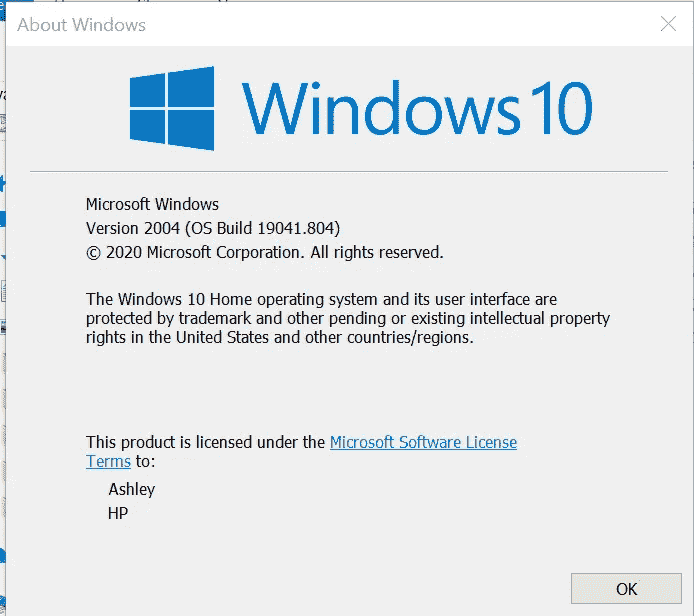 About Windows
Windows 10
Microsoft Windows
Version 2004 (OS Build 19041.804)
© 2020 Microsoft Corporation. All rights reserved.
The Windows 10 Home operating system and its user interface are
protected by trademark and other pending or existing intellectual property
rights in the United States and other countries/regions.
This product is licensed under the Microsoft Software License
Terms to:
Ashley
HP
OK